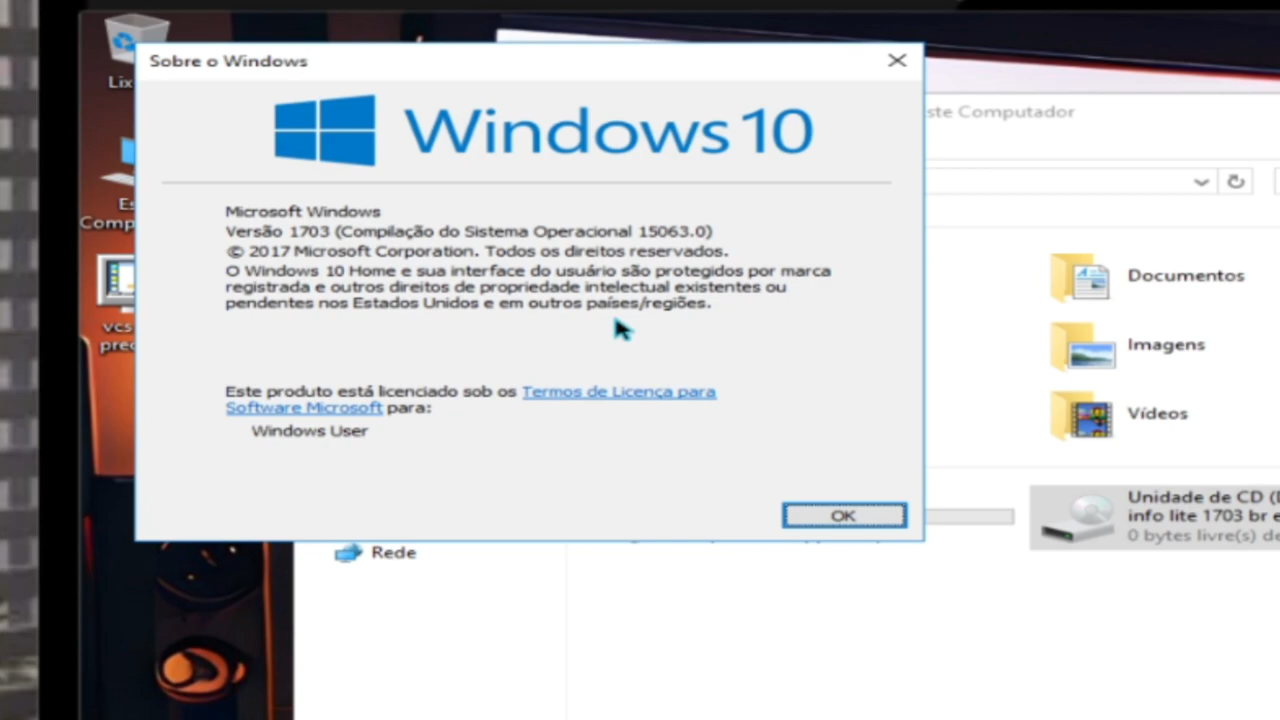 Sobre o Windows
Windows 10
ste Computador
Microsoft Windows
Versão 1703 (Compilação do Sistema Operacional 15063.0)
© 2017 Microsoft Corporation. Todos os direitos reservados.
O Windows 10 Home e sua interface do usuário são protegidos por marca
registrada e outros direitos de propriedade intelectual existentes ou
pendentes nos Estados Unidos e em outros países/regiões.
Este produto está licenciado sob os Termos de Licença para
Software Microsoft para:
Windows User
OK
Lix
Es
Comp
vcs
pre
Documentos
Imagens
Vídeos
Unidade de CD (D
info lite 1703 br e
0 bytes livre(s) de
Rede